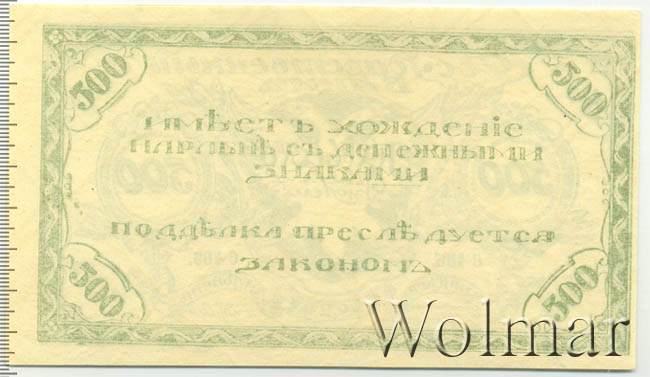 500 500
ИМѢЕТЪ ХОЖДЕНІЕ
НАРАВНѢ СЪ ДЕНЕЖНЫМИ
ЗНАКАМИ
ПОДДѢЛКА ПРЕСЛѢДУЕТСЯ
ЗАКОНОМЪ
500 500
Wolmar